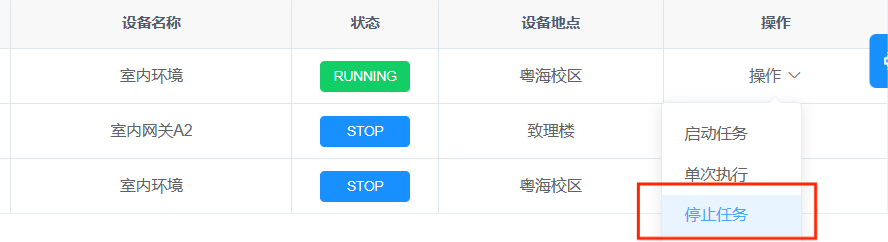 设备名称 状态 设备地点 操作
室内环境 RUNNING 粤海校区 操作
室内网关A2 STOP 致理楼
启动任务
单次执行
室内环境 STOP 粤海校区
停止任务